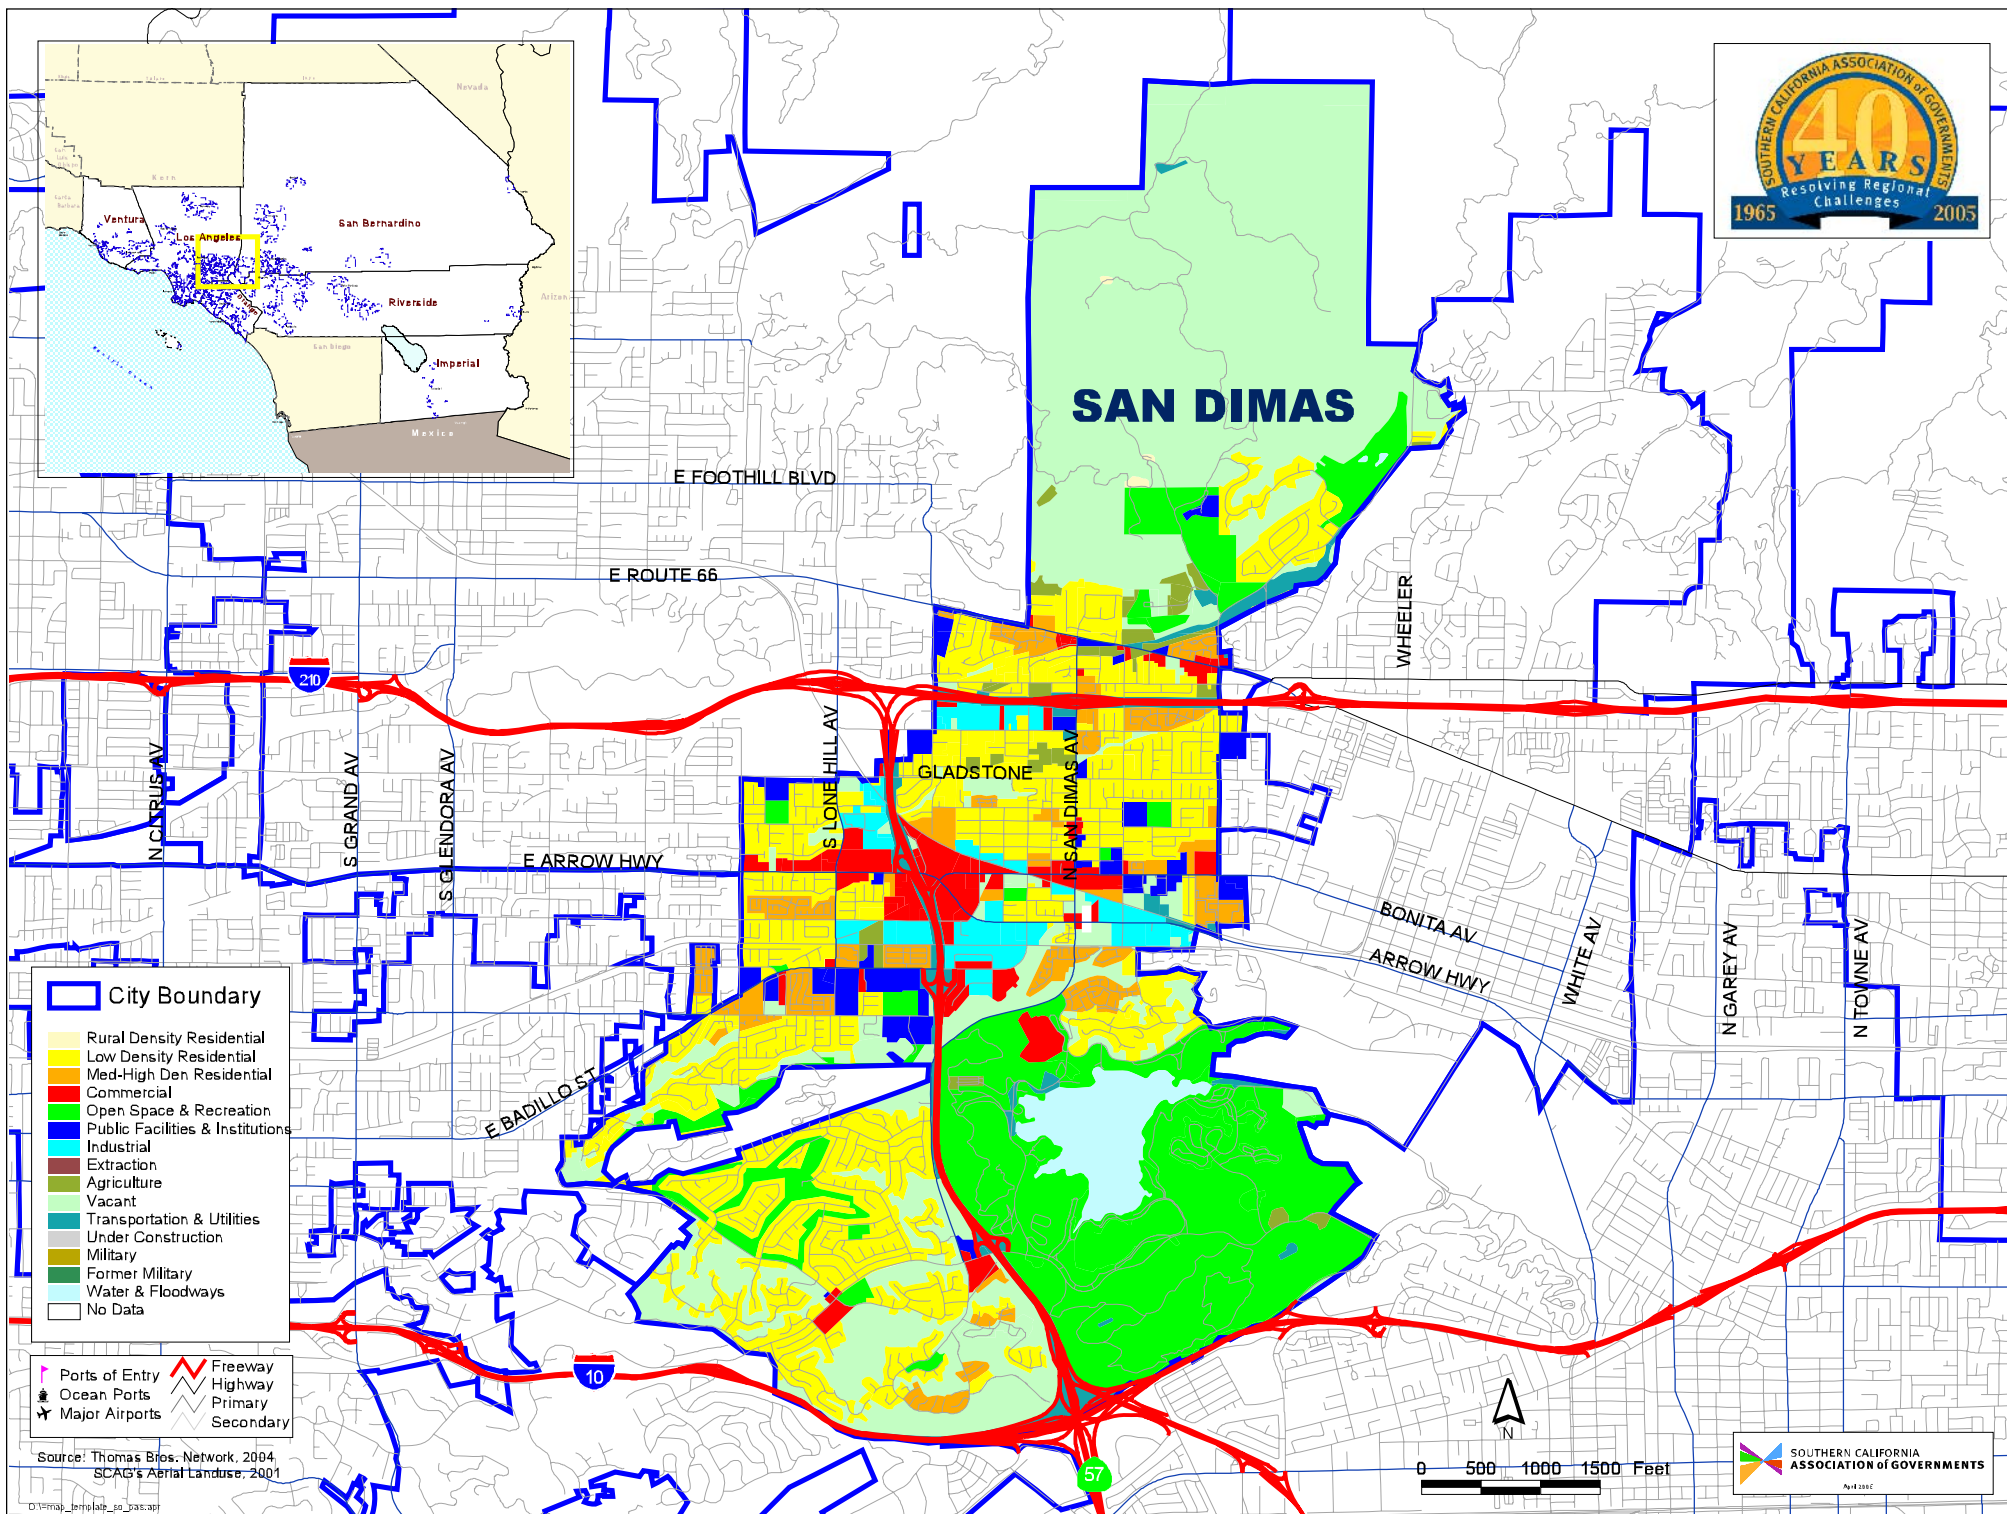 Nevada
Kern
Ventura
Los Angeles
San Bernardino
Orange
Riverside
Arizona
San Diego
Imperial
Mexico
Pacific Ocean
SOUTHERN CALIFORNIA ASSOCIATION of GOVERNMENTS
40
YEARS
Resolving Regional
Challenges
1965
2005
SAN DIMAS
E FOOTHILL BLVD
E ROUTE 66
WHEELER
210
N CITRUS AV
S GRAND AV
S GLENDORA AV
S LONE HILL AV
GLADSTONE
N SAN DIMAS AV
E ARROW HWY
BONITA AV
ARROW HWY
WHITE AV
N GAREY AV
N TOWNE AV
E BADILLO ST
City Boundary
Rural Density Residential
Low Density Residential
Med-High Den Residential
Commercial
Open Space & Recreation
Public Facilities & Institutions
Industrial
Extraction
Agriculture
Vacant
Transportation & Utilities
Under Construction
Military
Former Military
Water & Floodways
No Data
Ports of Entry
Ocean Ports
Major Airports
Freeway
Highway
Primary
Secondary
10
57
Source: Thomas Bros. Network, 2004
SCAG's Aerial Landuse, 2001
N
0 500 1000 1500 Feet
SOUTHERN CALIFORNIA
ASSOCIATION of GOVERNMENTS